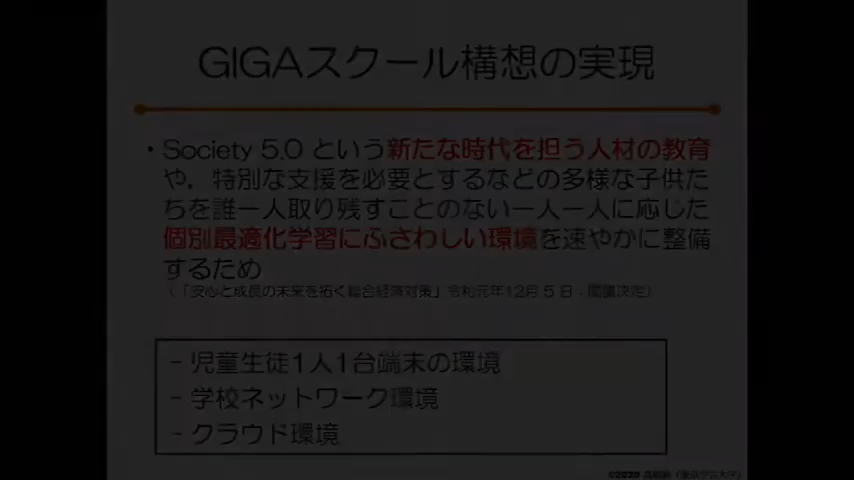 GIGAスクール構想の実現
・Society 5.0 という新たな時代を担う人材の教育
や，特別な支援を必要とするなどの多様な子供た
ちを誰一人取り残すことのない一人一人に応じた
個別最適化学習にふさわしい環境を速やかに整備
するため
（「安心と成長の未来を拓く総合経済対策」令和元年12月５日，閣議決定）
- 児童生徒1人1台端末の環境
- 学校ネットワーク環境
- クラウド環境
©2020 （東京学芸大学）